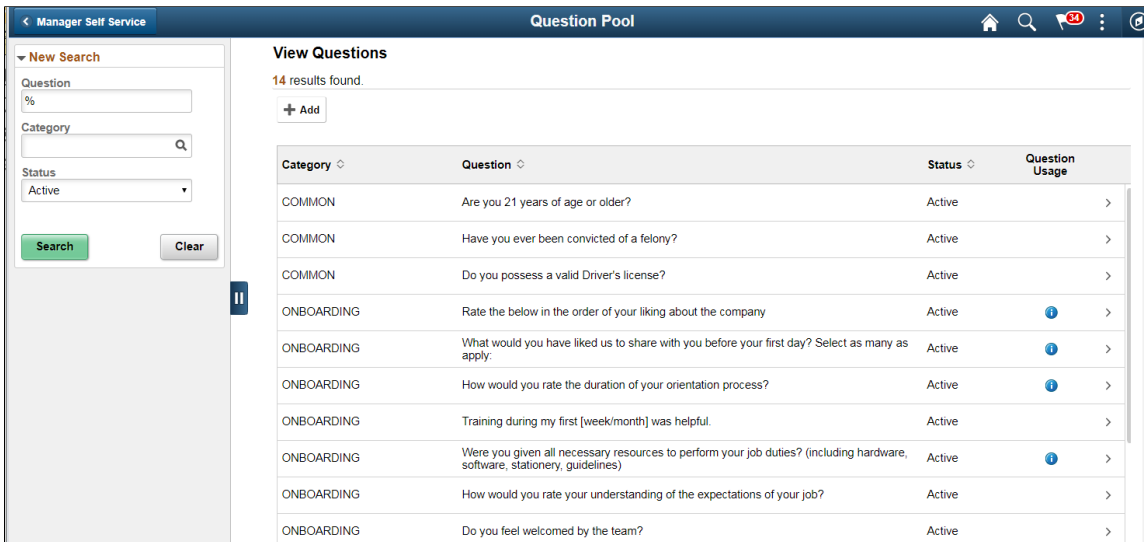 Manager Self Service
Question Pool
34
New Search
Question
%
Category
Status
Active
Search
Clear
View Questions
14 results found.
Add
Category
Question
Status
Question
Usage
COMMON
Are you 21 years of age or older?
Active
COMMON
Have you ever been convicted of a felony?
Active
COMMON
Do you possess a valid Driver's license?
Active
ONBOARDING
Rate the below in the order of your liking about the company
Active
ONBOARDING
What would you have liked us to share with you before your first day? Select as many as
apply:
Active
ONBOARDING
How would you rate the duration of your orientation process?
Active
ONBOARDING
Training during my first [week/month] was helpful.
Active
ONBOARDING
Were you given all necessary resources to perform your job duties? (including hardware,
software, stationery, guidelines)
Active
ONBOARDING
How would you rate your understanding of the expectations of your job?
Active
ONBOARDING
Do you feel welcomed by the team?
Active